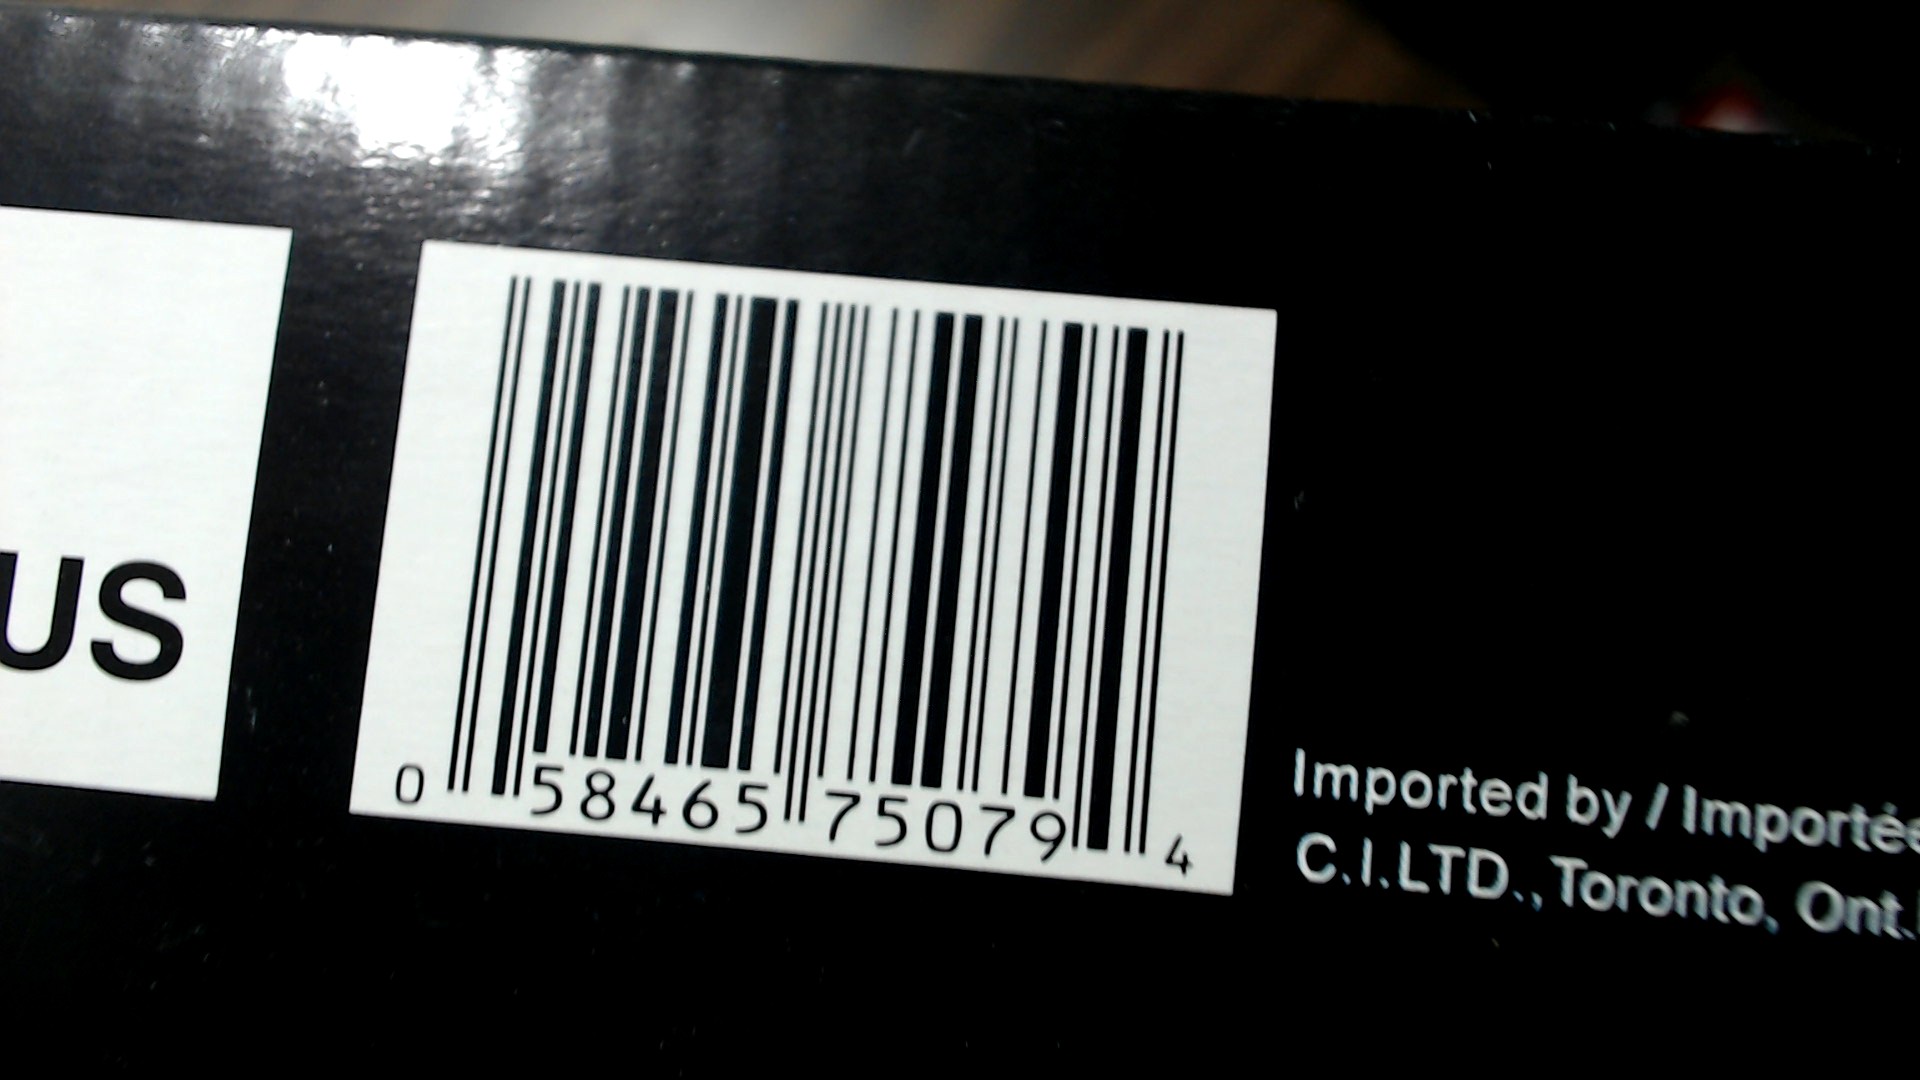 US
0 58465 75079 4
Imported by / Importée
C.I.LTD., Toronto, Ont.